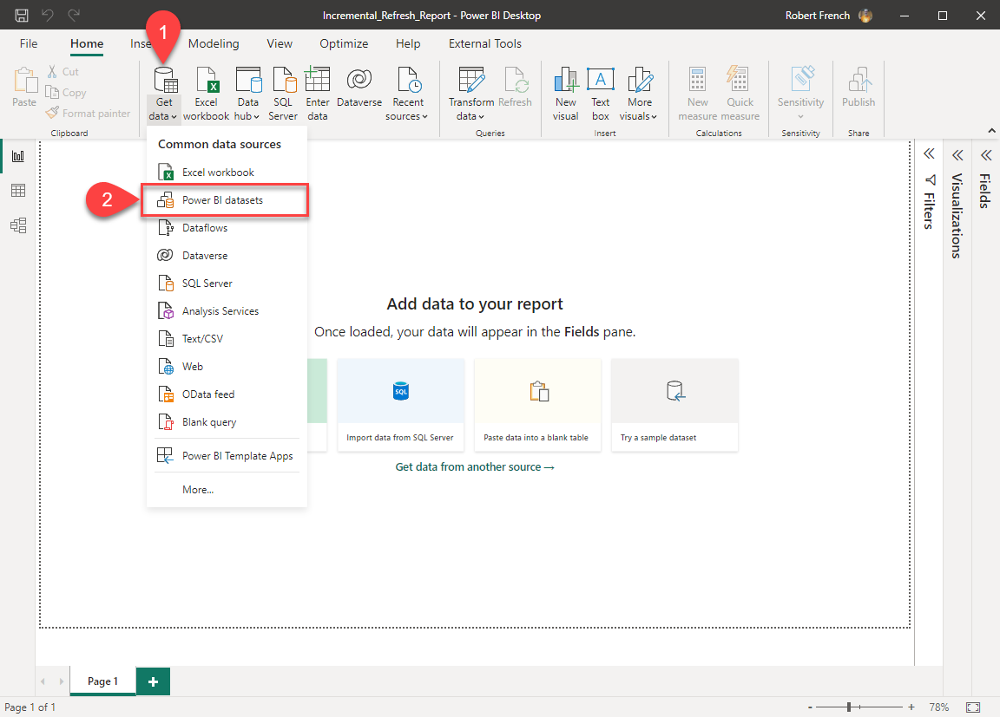 Incremental_Refresh_Report - Power BI Desktop
Robert French
File Home Inse Modeling View Optimize Help External Tools
1
Paste
Cut
Copy
Format painter
Clipboard
Get data
Excel workbook
Data hub
SQL Server
Enter data
Dataverse
Recent sources
Transform data
Refresh
Queries
New visual
Text box
More visuals
Insert
New measure
Quick measure
Calculations
Sensitivity
Sensitivity
Publish
Share
Common data sources
Excel workbook
2
Power BI datasets
Dataflows
Dataverse
SQL Server
Analysis Services
Text/CSV
Web
OData feed
Blank query
Power BI Template Apps
More...
Add data to your report
Once loaded, your data will appear in the Fields pane.
SQL
Import data from SQL Server
Paste data into a blank table
Try a sample dataset
Get data from another source →
Filters
Visualizations
Fields
Page 1
Page 1 of 1
- + 78%